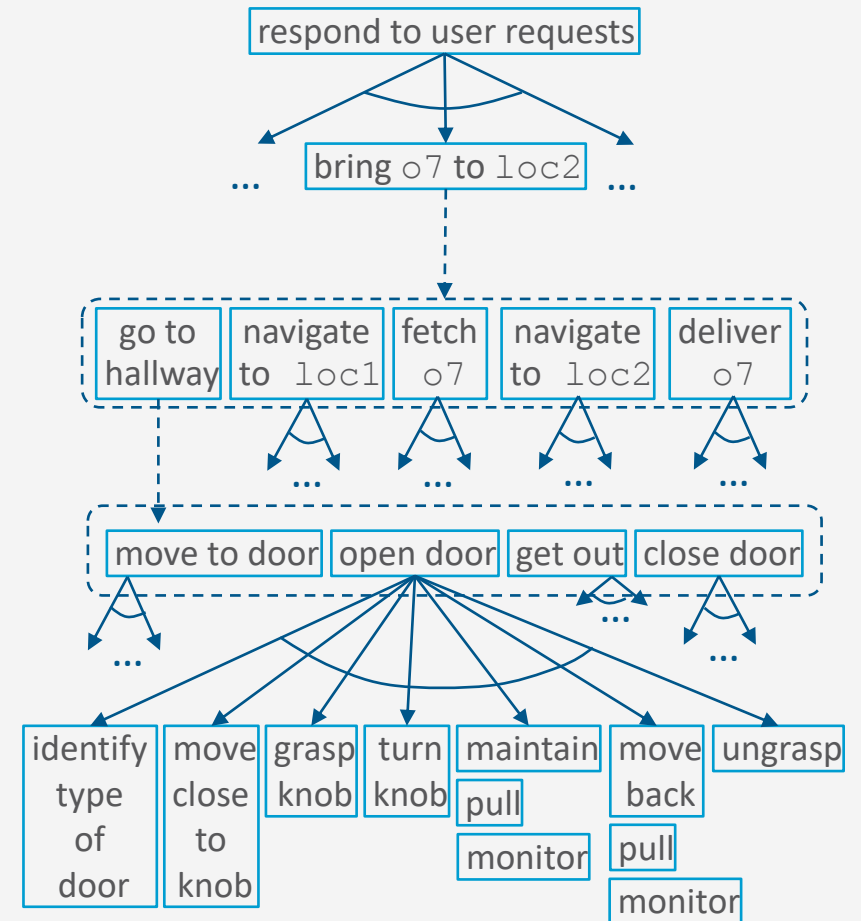 respond to user requests
...
bring o7 to loc2
...
go to
hallway
navigate
to loc1
fetch
o7
navigate
to loc2
deliver
o7
...
...
...
...
move to door
open door
get out
close door
...
...
...
identify
type
of
door
move
close
to
knob
grasp
knob
turn
knob
maintain
pull
monitor
move
back
pull
monitor
ungrasp